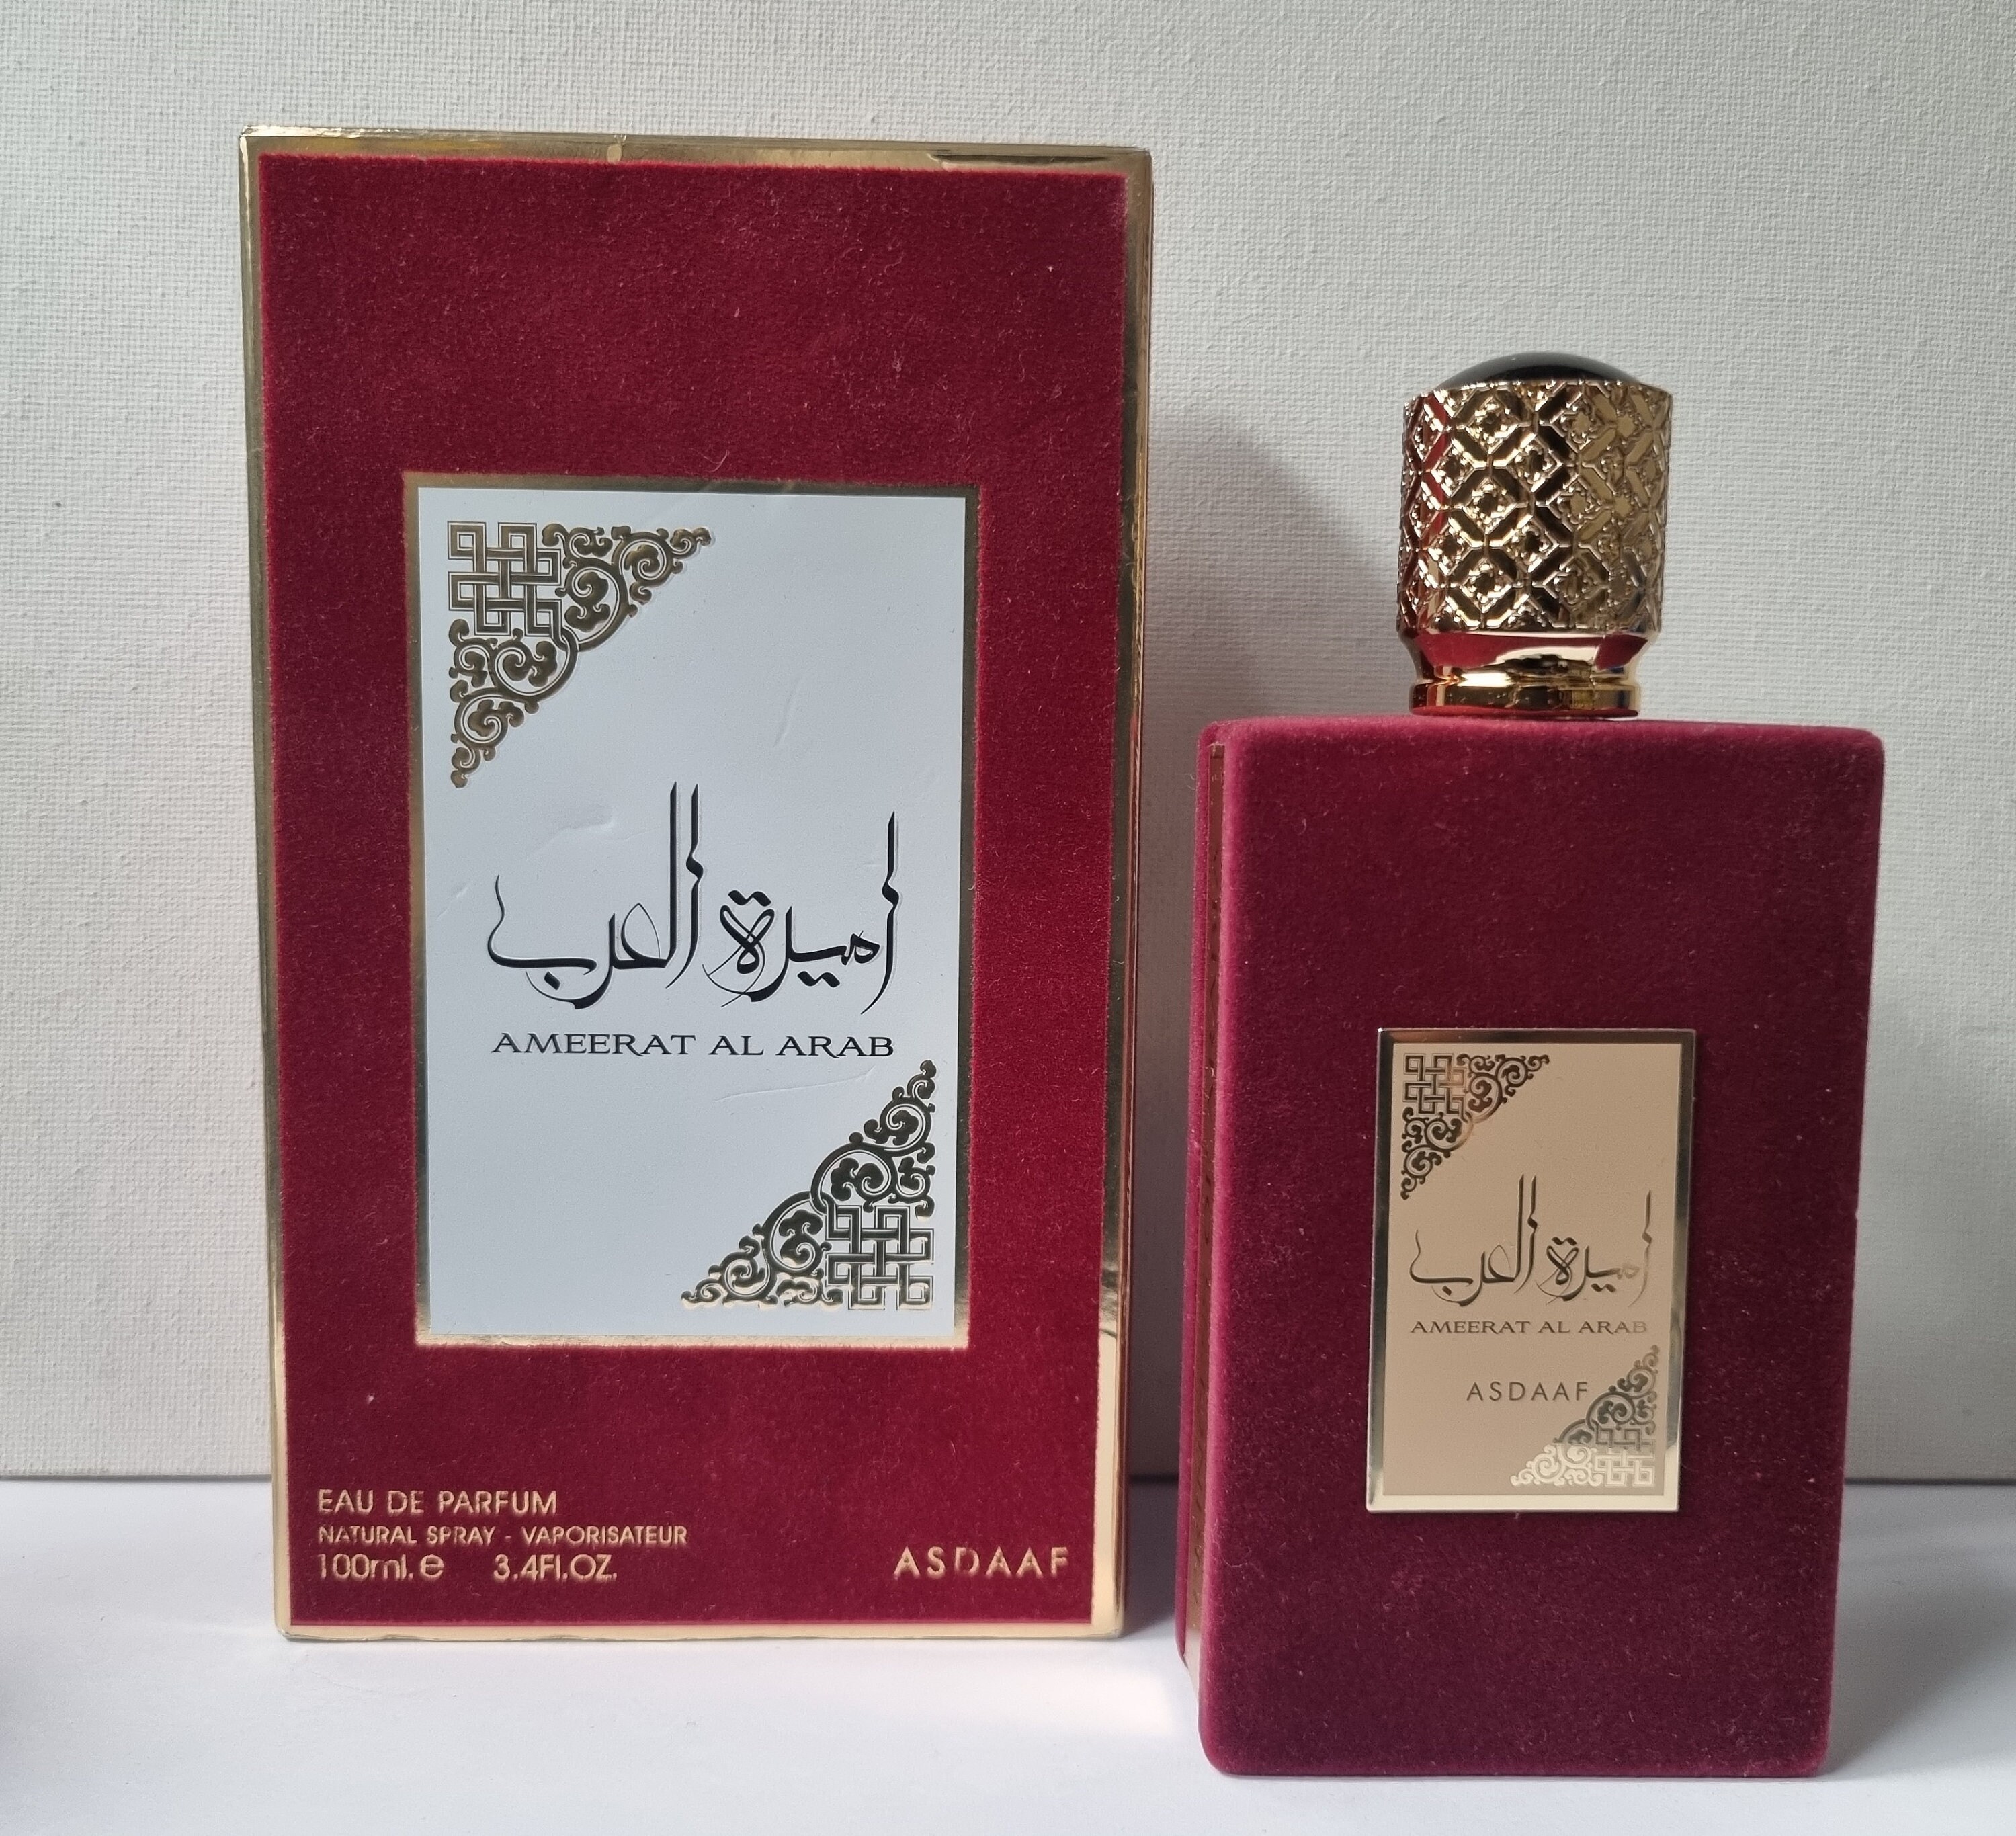 اميرة العرب
AMEERAT AL ARAB
EAU DE PARFUM
NATURAL SPRAY - VAPORISATEUR
100ml. e 3.4Fl.OZ.
ASDAAF
اميرة العرب
AMEERAT AL ARAB
ASDAAF